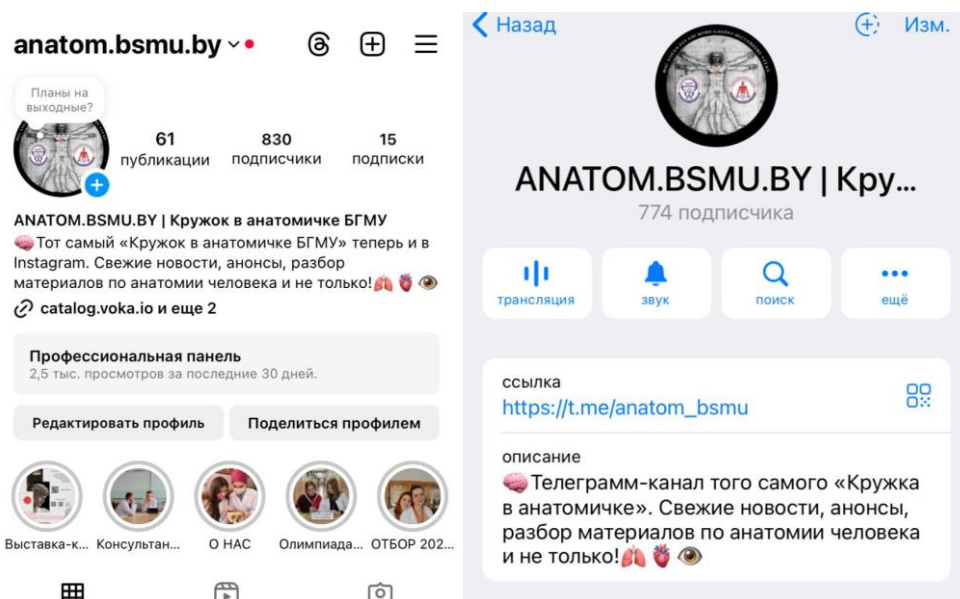 anatom.bsmu.by
Планы на
выходные?
61
публикации
830
подписчики
15
подписки
ANATOM.BSMU.BY | Кружок в анатомичке БГМУ
🧠Тот самый «Кружок в анатомичке БГМУ» теперь и в
Instagram. Свежие новости, анонсы, разбор
материалов по анатомии человека и не только!🫁🫀👁
catalog.voka.io и еще 2
Профессиональная панель
2,5 тыс. просмотров за последние 30 дней.
Редактировать профиль
Поделиться профилем
Выставка-к...
Консультан...
О НАС
Олимпиада...
ОТБОР 202...
Назад
Изм.
ANATOM.BSMU.BY | Кру...
774 подписчика
трансляция
звук
поиск
ещё
ссылка
https://t.me/anatom_bsmu
описание
🧠Телеграмм-канал того самого «Кружка
в анатомичке». Свежие новости, анонсы,
разбор материалов по анатомии человека
и не только!🫁🫀👁